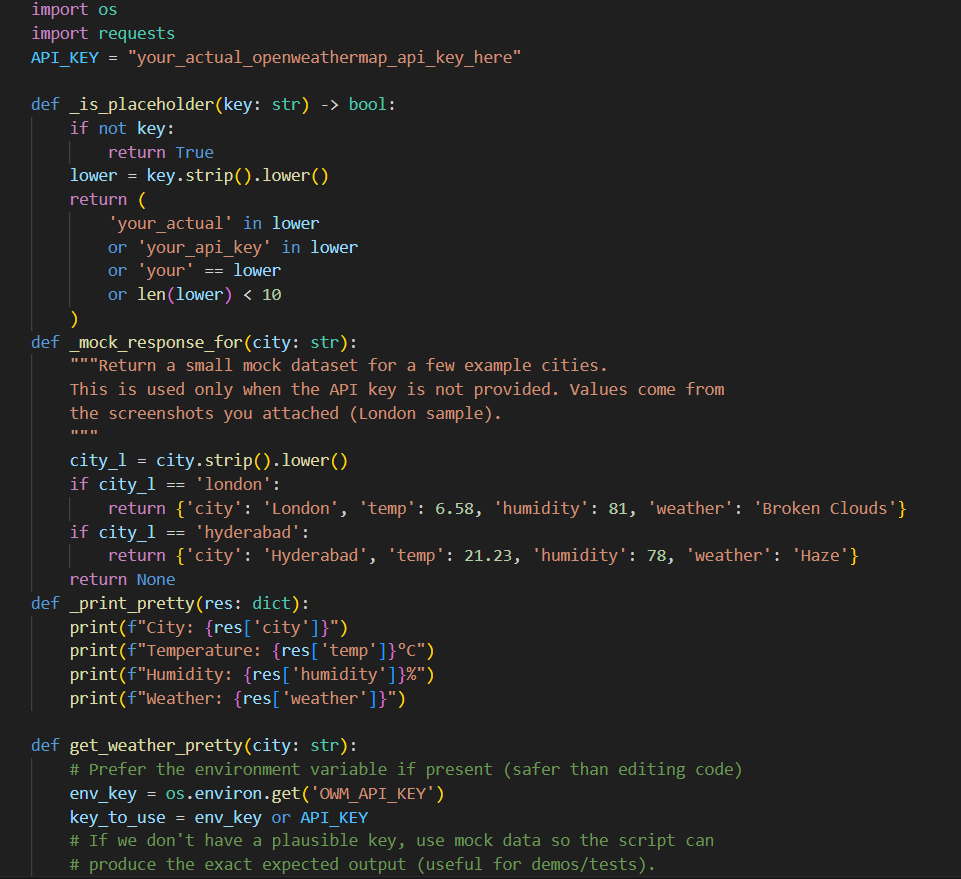 import os
import requests
API_KEY = "your_actual_openweathermap_api_key_here"

def _is_placeholder(key: str) -> bool:
    if not key:
        return True
    lower = key.strip().lower()
    return (
        'your_actual' in lower
        or 'your_api_key' in lower
        or 'your' == lower
        or len(lower) < 10
    )
def _mock_response_for(city: str):
    """Return a small mock dataset for a few example cities.
    This is used only when the API key is not provided. Values come from
    the screenshots you attached (London sample).
    """
    city_l = city.strip().lower()
    if city_l == 'london':
        return {'city': 'London', 'temp': 6.58, 'humidity': 81, 'weather': 'Broken Clouds'}
    if city_l == 'hyderabad':
        return {'city': 'Hyderabad', 'temp': 21.23, 'humidity': 78, 'weather': 'Haze'}
    return None
def _print_pretty(res: dict):
    print(f"City: {res['city']}")
    print(f"Temperature: {res['temp']}°C")
    print(f"Humidity: {res['humidity']}%")
    print(f"Weather: {res['weather']}")

def get_weather_pretty(city: str):
    # Prefer the environment variable if present (safer than editing code)
    env_key = os.environ.get('OWM_API_KEY')
    key_to_use = env_key or API_KEY
    # If we don't have a plausible key, use mock data so the script can
    # produce the exact expected output (useful for demos/tests).